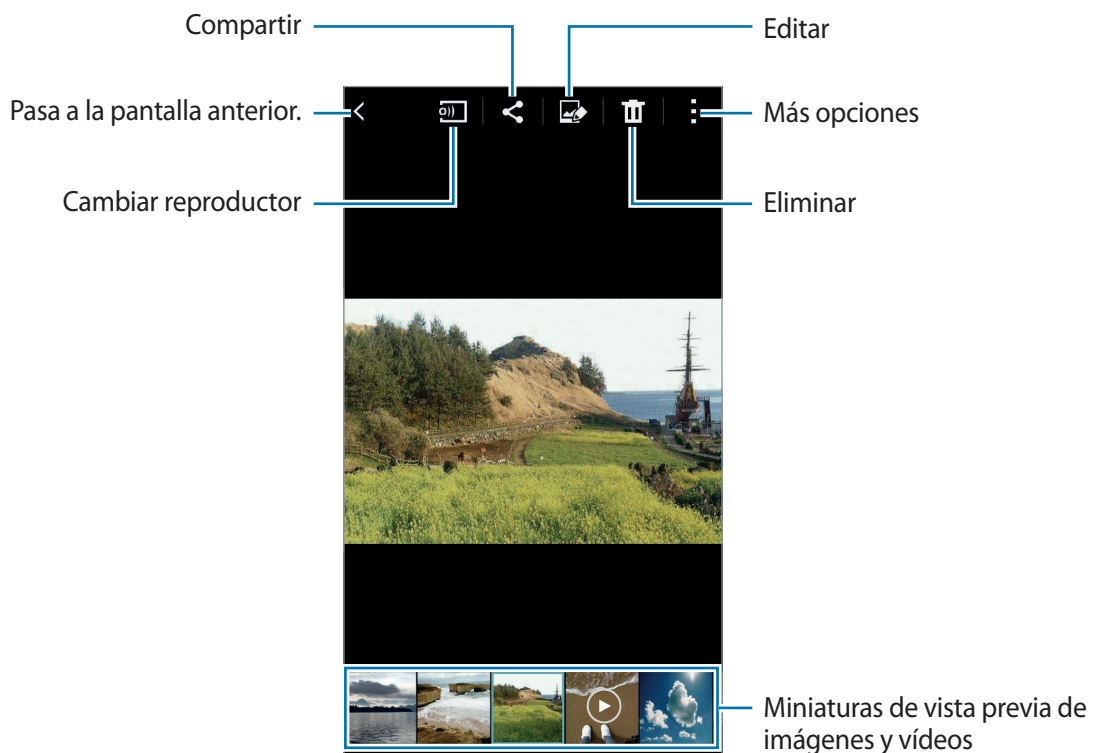 Compartir
Editar
Pasa a la pantalla anterior.
Más opciones
Cambiar reproductor
Eliminar
Miniaturas de vista previa de
imágenes y vídeos